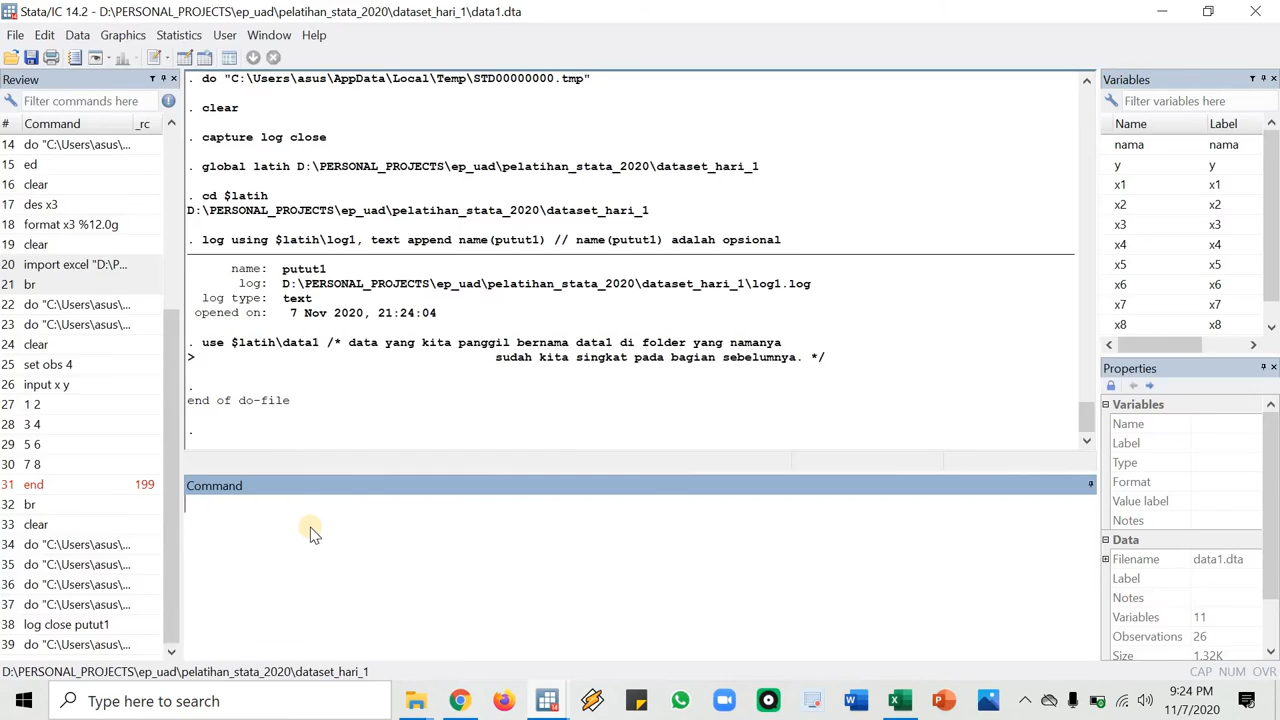 Stata/IC 14.2 - D:\PERSONAL_PROJECTS\ep_uad\pelatihan_stata_2020\dataset_hari_1\data1.dta
File Edit Data Graphics Statistics User Window Help
Review
Filter commands here
# Command _rc
14 do "C:\Users\asus\...
15 ed
16 clear
17 des x3
18 format x3 %12.0g
19 clear
20 import excel "D:\P...
21 br
22 do "C:\Users\asus\...
23 do "C:\Users\asus\...
24 clear
25 set obs 4
26 input x y
27 1 2
28 3 4
29 5 6
30 7 8
31 end 199
32 br
33 clear
34 do "C:\Users\asus\...
35 do "C:\Users\asus\...
36 do "C:\Users\asus\...
37 do "C:\Users\asus\...
38 log close putut1
39 do "C:\Users\asus\...
. do "C:\Users\asus\AppData\Local\Temp\STD00000000.tmp"
. clear
. capture log close
. global latih D:\PERSONAL_PROJECTS\ep_uad\pelatihan_stata_2020\dataset_hari_1
. cd $latih
D:\PERSONAL_PROJECTS\ep_uad\pelatihan_stata_2020\dataset_hari_1
. log using $latih\log1, text append name(putut1) // name(putut1) adalah opsional
name: putut1
log: D:\PERSONAL_PROJECTS\ep_uad\pelatihan_stata_2020\dataset_hari_1\log1.log
log type: text
opened on: 7 Nov 2020, 21:24:04
. use $latih\data1 /* data yang kita panggil bernama data1 di folder yang namanya
> sudah kita singkat pada bagian sebelumnya. */
.
end of do-file
.
Command
Variables
Filter variables here
Name Label
nama nama
y y
x1 x1
x2 x2
x3 x3
x4 x4
x5 x5
x6 x6
x7 x7
x8 x8
Properties
Variables
Name
Label
Type
Format
Value label
Notes
Data
Filename data1.dta
Label
Notes
Variables 11
Observations 26
Size 1.32K
D:\PERSONAL_PROJECTS\ep_uad\pelatihan_stata_2020\dataset_hari_1
CAP NUM OVR
Type here to search
9:24 PM
11/7/2020